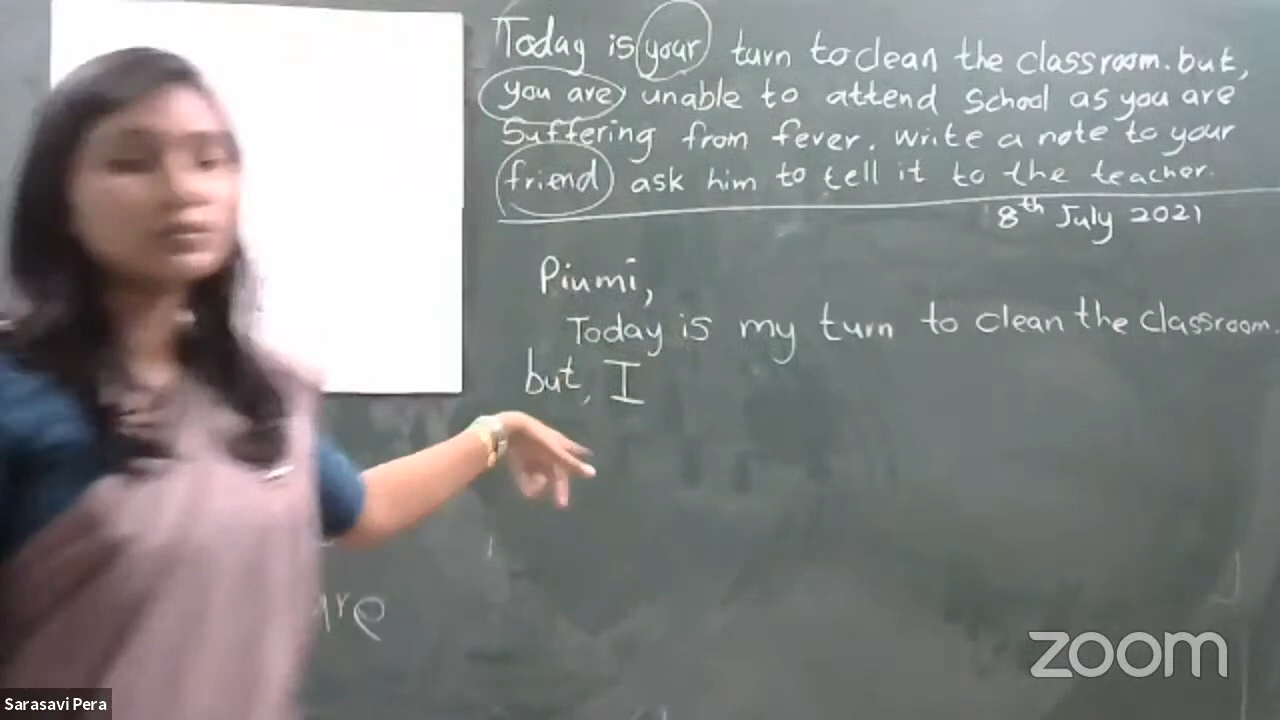 Today is your turn to clean the classroom. but,
you are unable to attend School as you are
Suffering from fever. Write a note to your
friend ask him to tell it to the teacher.
8th July 2021
Piumi,
Today is my turn to clean the classroom.
but, I
are
zoom
Sarasavi Pera